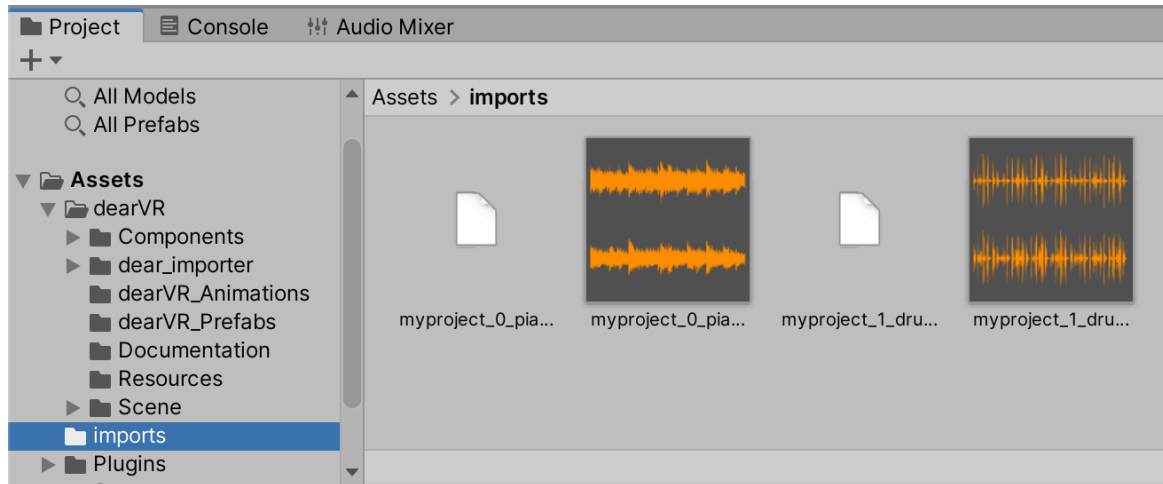 Project
Console
Audio Mixer
All Models
All Prefabs
Assets
dearVR
Components
dear_importer
dearVR_Animations
dearVR_Prefabs
Documentation
Resources
Scene
imports
Plugins
Assets > imports
myproject_0_pia...
myproject_0_pia...
myproject_1_dru...
myproject_1_dru...